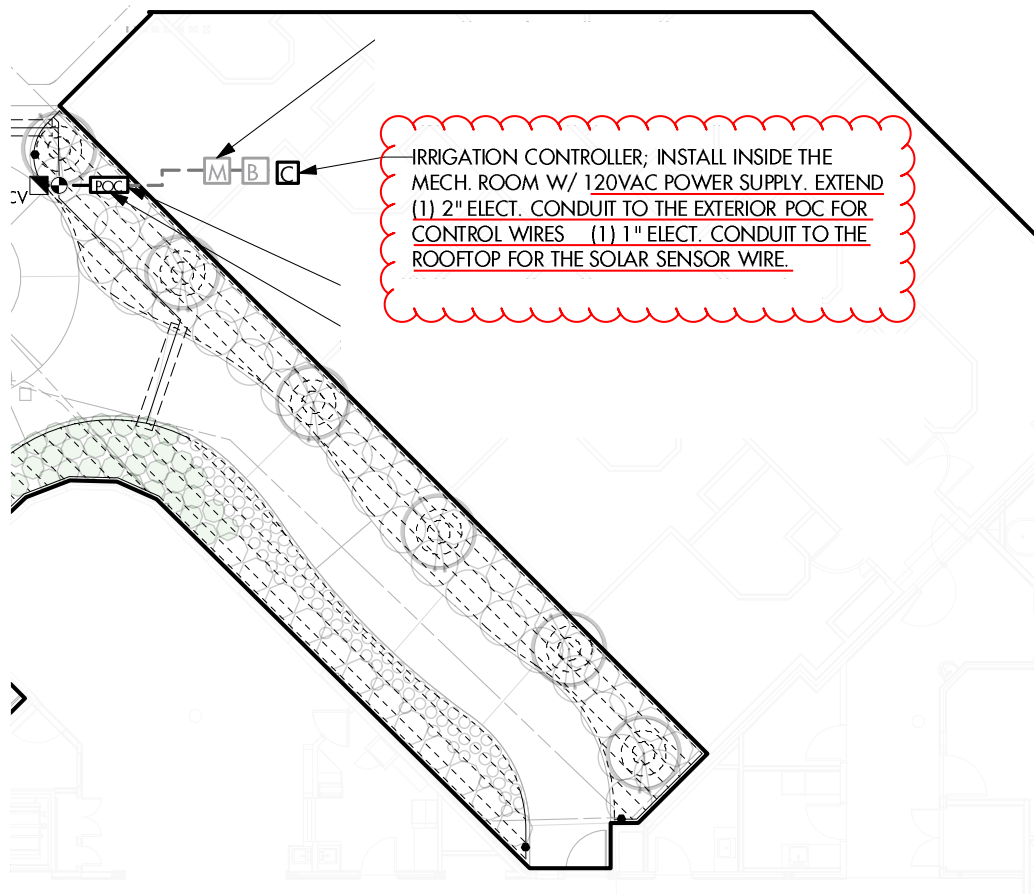 IRRIGATION CONTROLLER; INSTALL INSIDE THE
MECH. ROOM W/ 120VAC POWER SUPPLY. EXTEND
(1) 2" ELECT. CONDUIT TO THE EXTERIOR POC FOR
CONTROL WIRES (1) 1" ELECT. CONDUIT TO THE
ROOFTOP FOR THE SOLAR SENSOR WIRE.
M B C
POC
CV